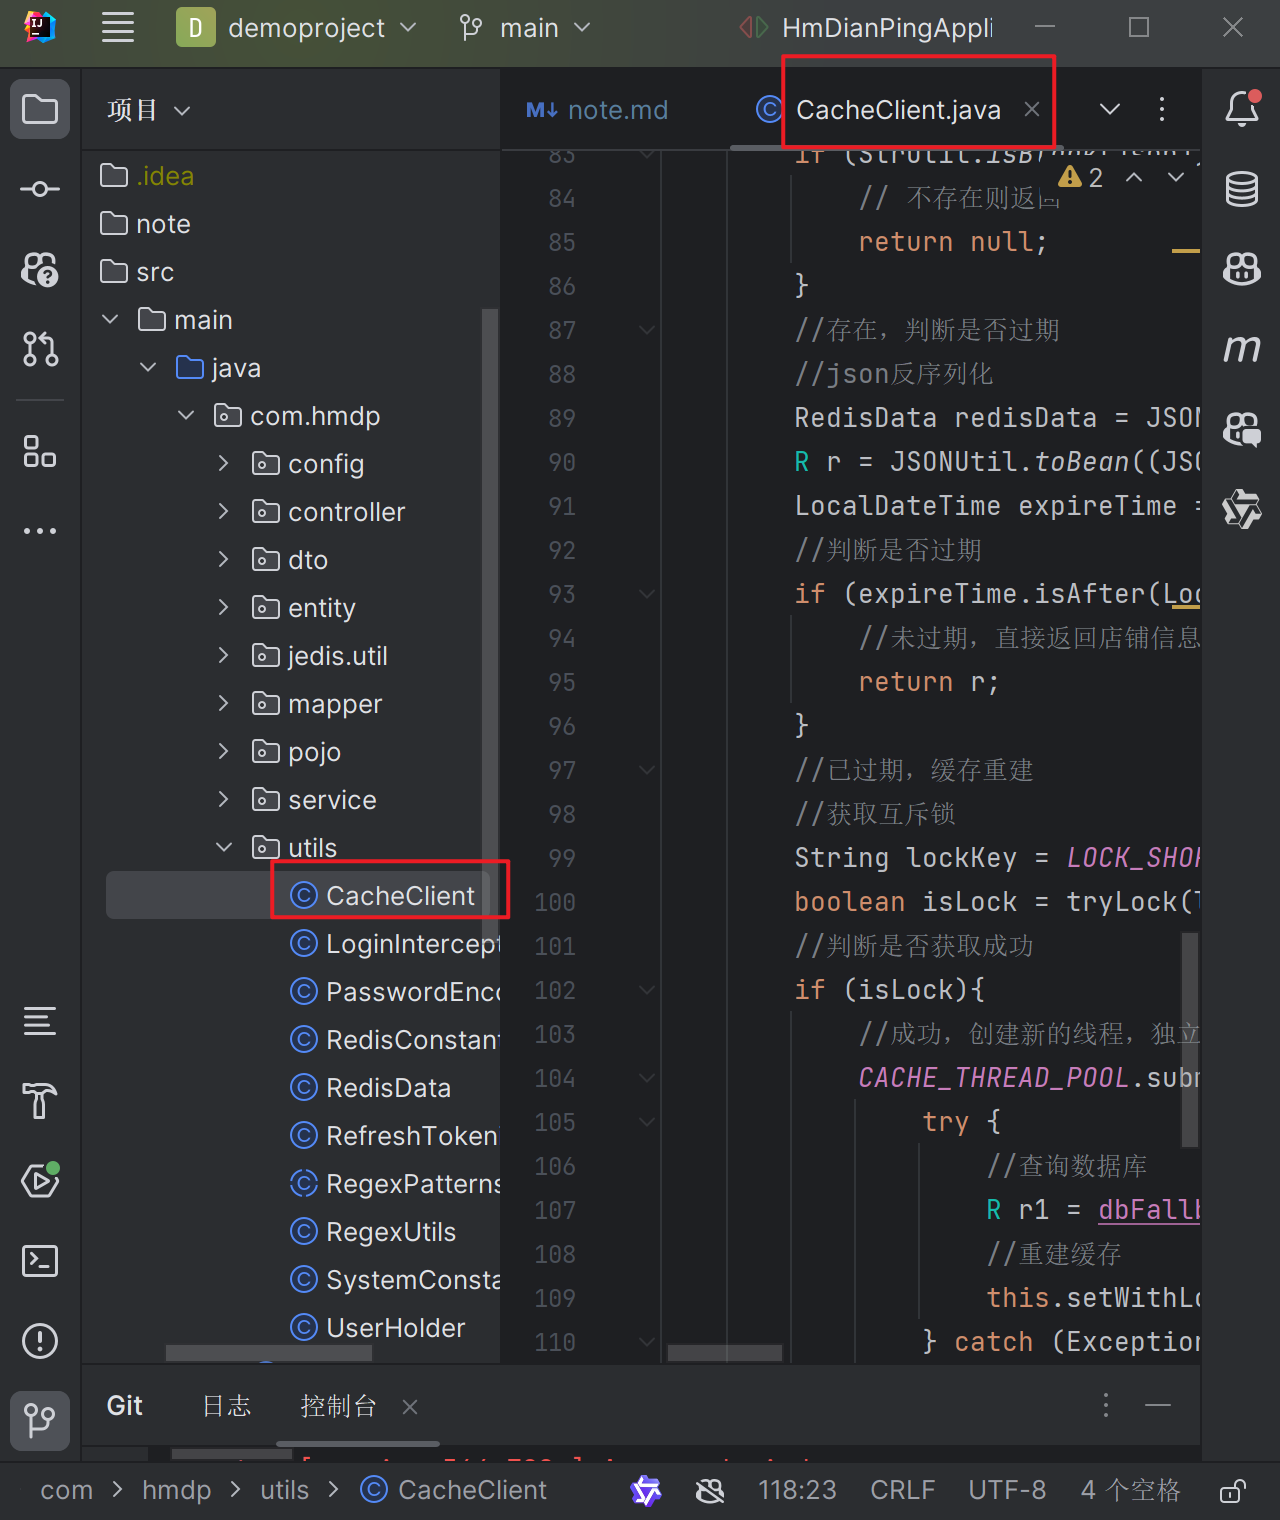 D demoproject main HmDianPingAppli
项目
note.md CacheClient.java
.idea
note
src
main
java
com.hmdp
config
controller
dto
entity
jedis.util
mapper
pojo
service
utils
CacheClient
LoginIntercept
PasswordEnco
RedisConstan
RedisData
RefreshTokeni
RegexPatterns
RegexUtils
SystemConsta
UserHolder
2
83 if (StrUtil.isBlank(json)
84 // 不存在则返回
85 return null;
86 }
87 //存在，判断是否过期
88 //json反序列化
89 RedisData redisData = JSON
90 R r = JSONUtil.toBean((JSO
91 LocalDateTime expireTime =
92 //判断是否过期
93 if (expireTime.isAfter(Loc
94 //未过期，直接返回店铺信息
95 return r;
96 }
97 //已过期，缓存重建
98 //获取互斥锁
99 String lockKey = LOCK_SHOP
100 boolean isLock = tryLock(l
101 //判断是否获取成功
102 if (isLock){
103 //成功，创建新的线程，独立
104 CACHE_THREAD_POOL.subm
105 try {
106 //查询数据库
107 R r1 = dbFallb
108 //重建缓存
109 this.setWithLo
110 } catch (Exception
Git 日志 控制台
com > hmdp > utils > CacheClient 118:23 CRLF UTF-8 4 个空格